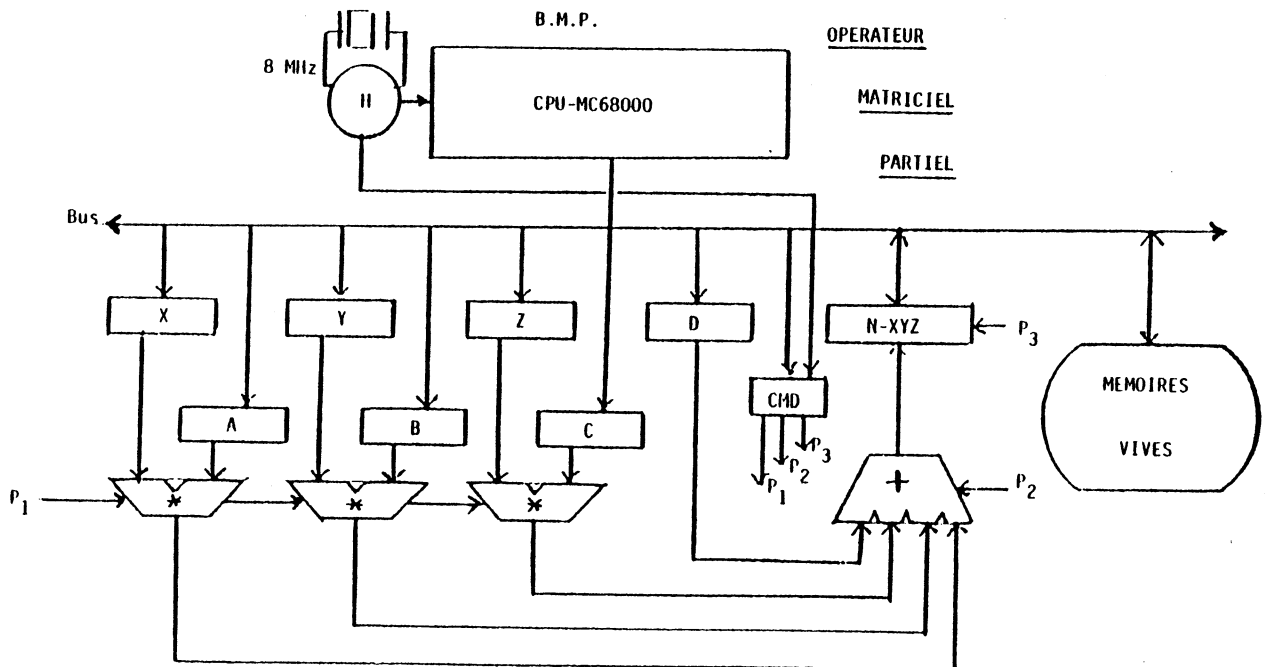 B.M.P.
OPERATEUR
8 MHz
H
CPU-MC68000
MATRICIEL
PARTIEL
Bus
X
Y
Z
D
N-XYZ
P3
MEMOIRES
CMD
A
B
C
P3
VIVES
P2
P1
+
P2
P1
*
*
*